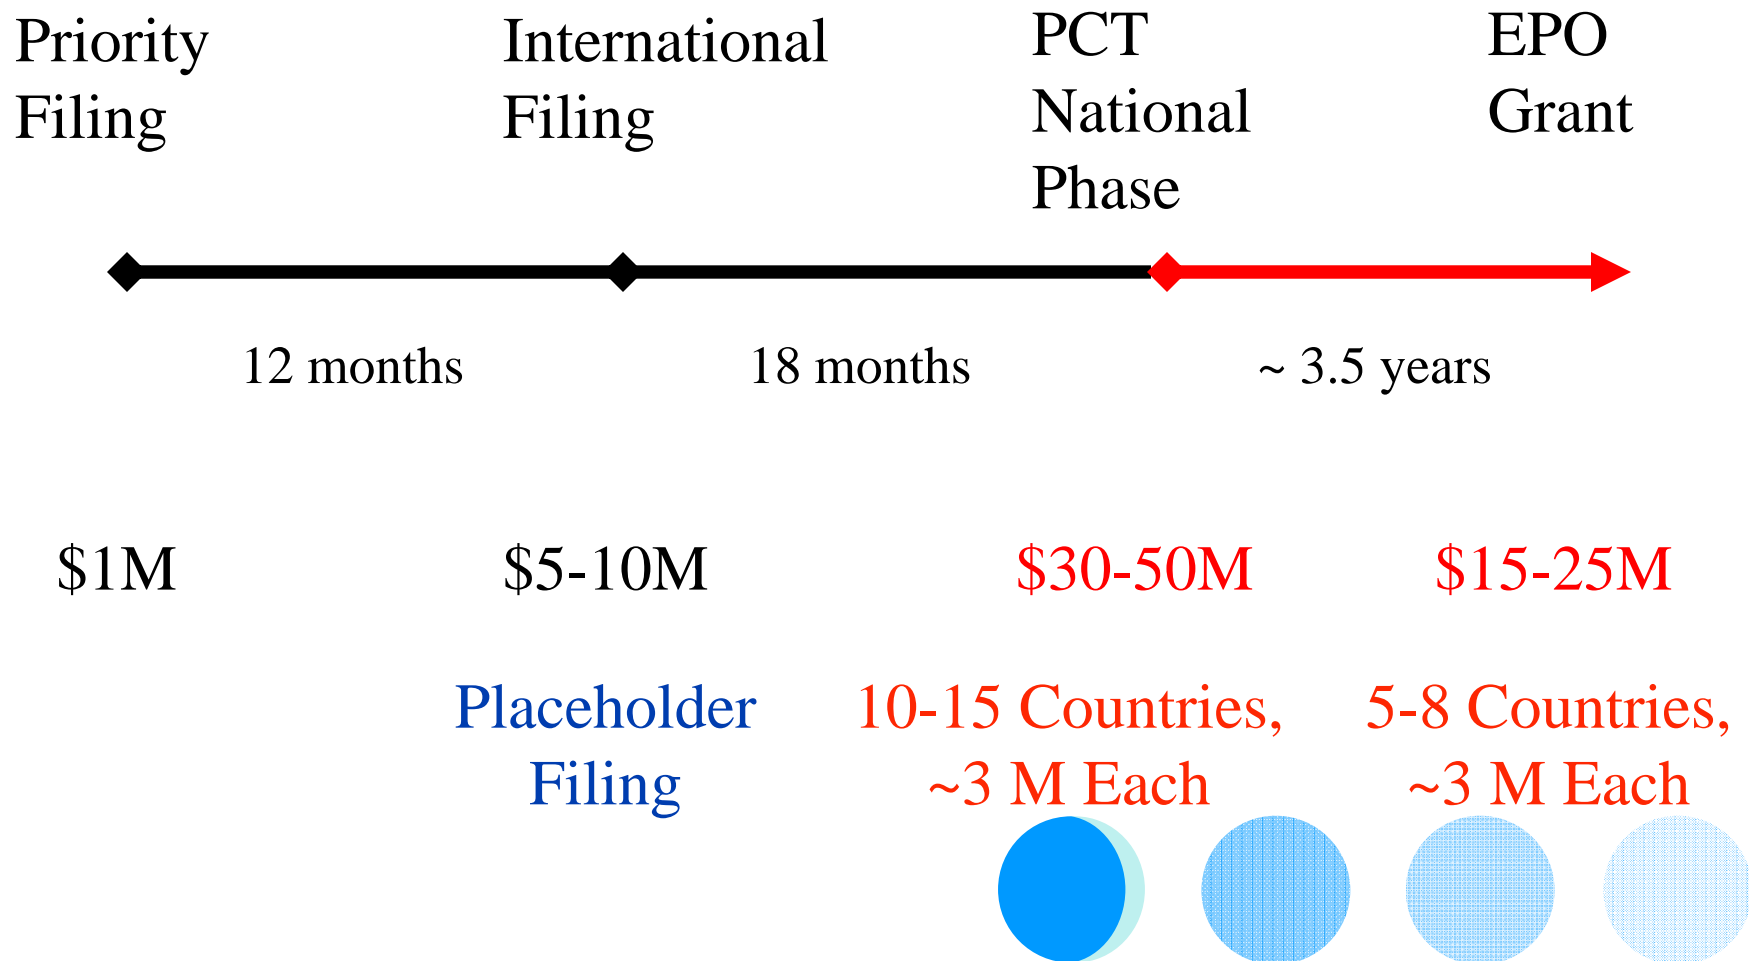 Priority
Filing
International
Filing
PCT
National
Phase
EPO
Grant
12 months
18 months
~ 3.5 years
$1M
$5-10M
$30-50M
$15-25M
Placeholder
Filing
10-15 Countries,
~3 M Each
5-8 Countries,
~3 M Each